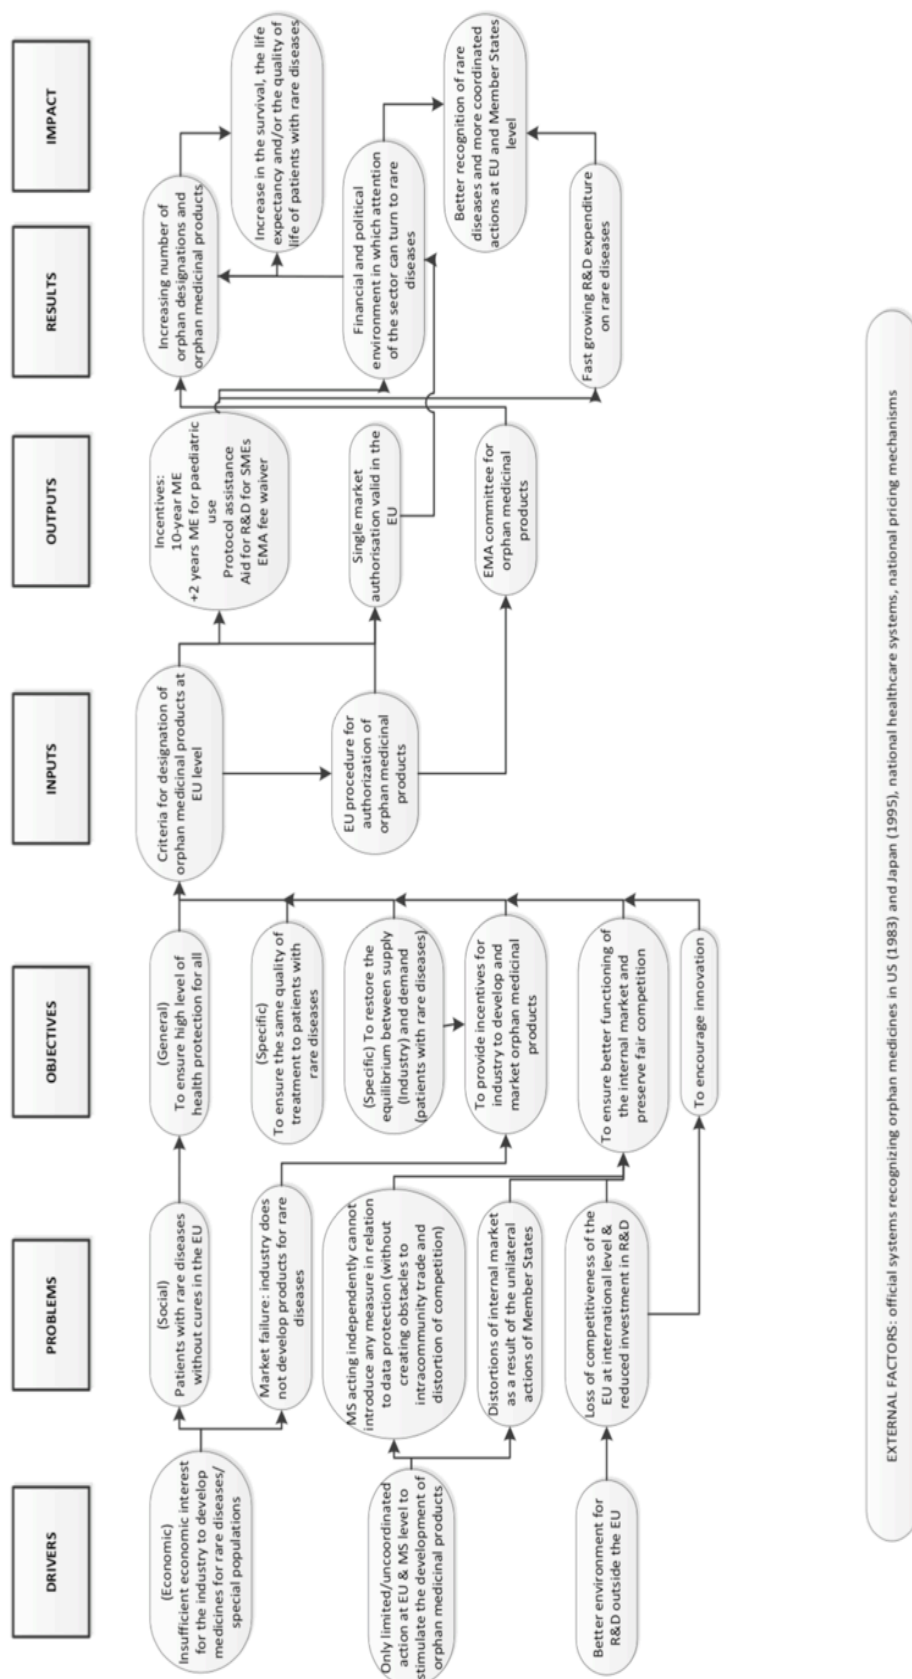 DRIVERS
PROBLEMS
OBJECTIVES
INPUTS
OUTPUTS
RESULTS
IMPACT
(Economic)
Insufficient economic interest
for the industry to develop
medicines for rare diseases/
special populations
Only limited/uncoordinated
action at EU & MS level to
stimulate the development of
orphan medicinal products
Better environment for
R&D outside the EU
(Social)
Patients with rare diseases
without cures in the EU
Market failure: industry does
not develop products for rare
diseases
MS acting independently cannot
introduce any measure in relation
to data protection (without
creating obstacles to
intracommunity trade and
distortion of competition)
Distortions of internal market
as a result of the unilateral
actions of Member States
Loss of competitiveness of the
EU at international level &
reduced investment in R&D
(General)
To ensure high level of
health protection for all
(Specific)
To ensure the same quality of
treatment to patients with
rare diseases
(Specific) To restore the
equilibrium between supply
(Industry) and demand
(patients with rare diseases)
To provide incentives for
industry to develop and
market orphan medicinal
products
To ensure better functioning of
the internal market and
preserve fair competition
To encourage innovation
Criteria for designation of
orphan medicinal products at
EU level
EU procedure for
authorization of
orphan medicinal
products
Incentives:
10-year ME
+2 years ME for paediatric
use
Protocol assistance
Aid for R&D for SMEs
EMA fee waiver
Single market
authorisation valid in the
EU
EMA committee for
orphan medicinal
products
Increasing number of
orphan designations and
orphan medicinal products
Financial and political
environment in which attention
of the sector can turn to rare
diseases
Fast growing R&D expenditure
on rare diseases
Increase in the survival, the life
expectancy and/or the quality of
life of patients with rare diseases
Better recognition of rare
diseases and more coordinated
actions at EU and Member States
level
EXTERNAL FACTORS: official systems recognizing orphan medicines in US (1983) and Japan (1995), national healthcare systems, national pricing mechanisms